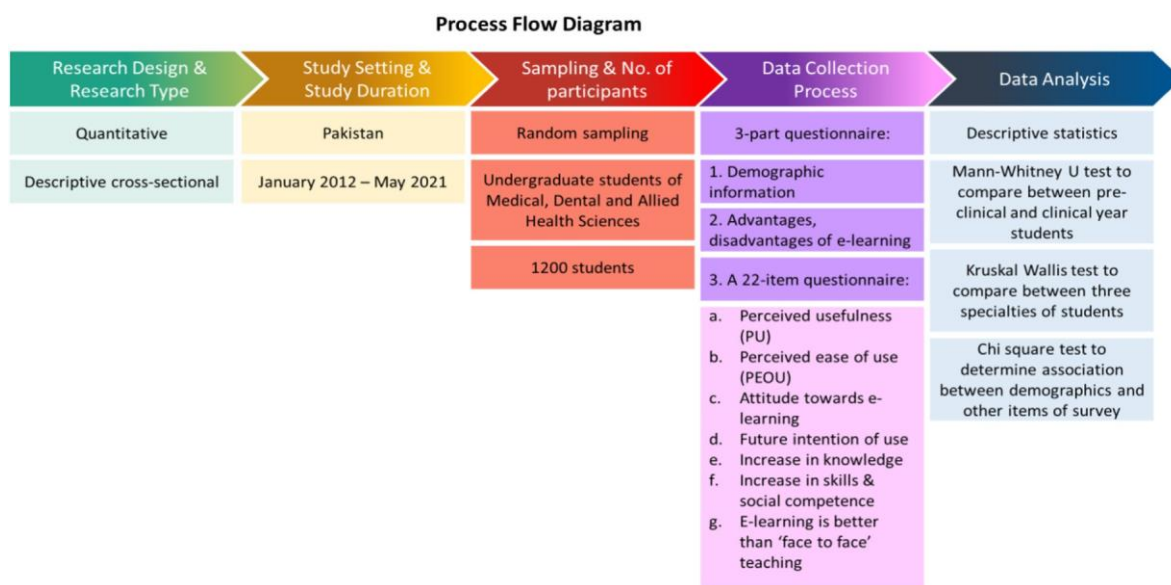 Process Flow Diagram
Research Design &
Research Type
Study Setting &
Study Duration
Sampling & No. of
participants
Data Collection
Process
Data Analysis
Quantitative
Descriptive cross-sectional
Pakistan
January 2012 – May 2021
Random sampling
Undergraduate students of
Medical, Dental and Allied
Health Sciences
1200 students
3-part questionnaire:
1. Demographic
information
2. Advantages,
disadvantages of e-learning
3. A 22-item questionnaire:
a. Perceived usefulness
(PU)
b. Perceived ease of use
(PEOU)
c. Attitude towards e-
learning
d. Future intention of use
e. Increase in knowledge
f. Increase in skills &
social competence
g. E-learning is better
than ‘face to face’
teaching
Descriptive statistics
Mann-Whitney U test to
compare between pre-
clinical and clinical year
students
Kruskal Wallis test to
compare between three
specialties of students
Chi square test to
determine association
between demographics and
other items of survey